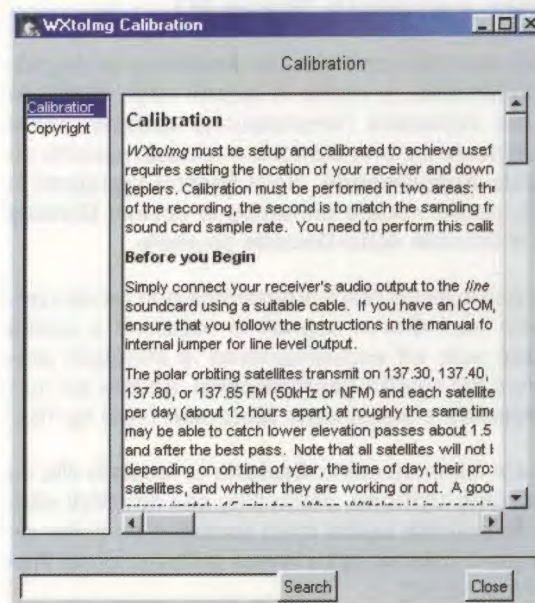 WXtoImg Calibration
Calibration
Calibration
Copyright
Calibration
WXtoImg must be setup and calibrated to achieve usef
requires setting the location of your receiver and down
keplers. Calibration must be performed in two areas: the
of the recording, the second is to match the sampling fr
sound card sample rate. You need to perform this calib
Before you Begin
Simply connect your receiver's audio output to the line
soundcard using a suitable cable. If you have an ICOM,
ensure that you follow the instructions in the manual fo
internal jumper for line level output.
The polar orbiting satellites transmit on 137.30, 137.40,
137.80, or 137.85 FM (50kHz or NFM) and each satellite
per day (about 12 hours apart) at roughly the same time
may be able to catch lower elevation passes about 1.5
and after the best pass. Note that all satellites will not
depending on on time of year, the time of day, their pro
satellites, and whether they are working or not. A goo
Search
Close